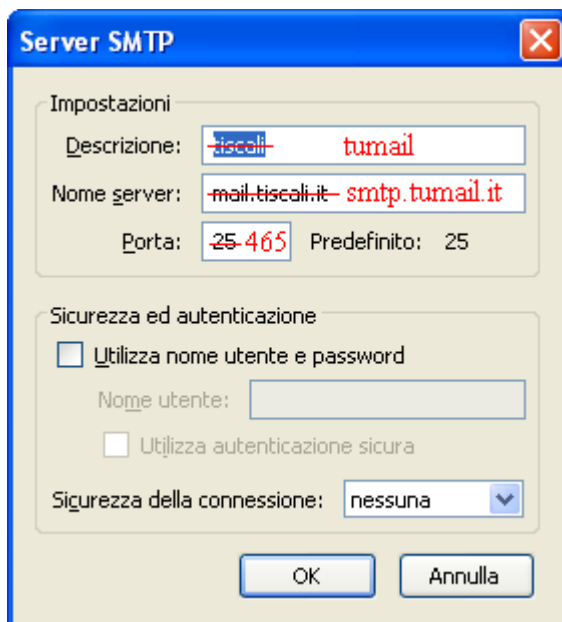 Server SMTP
Impostazioni
Descrizione: tiscali tumail
Nome server: mail.tiscali.it smtp.tumail.it
Porta: 25 465 Predefinito: 25
Sicurezza ed autenticazione
Utilizza nome utente e password
Nome utente:
Utilizza autenticazione sicura
Sicurezza della connessione: nessuna
OK Annulla